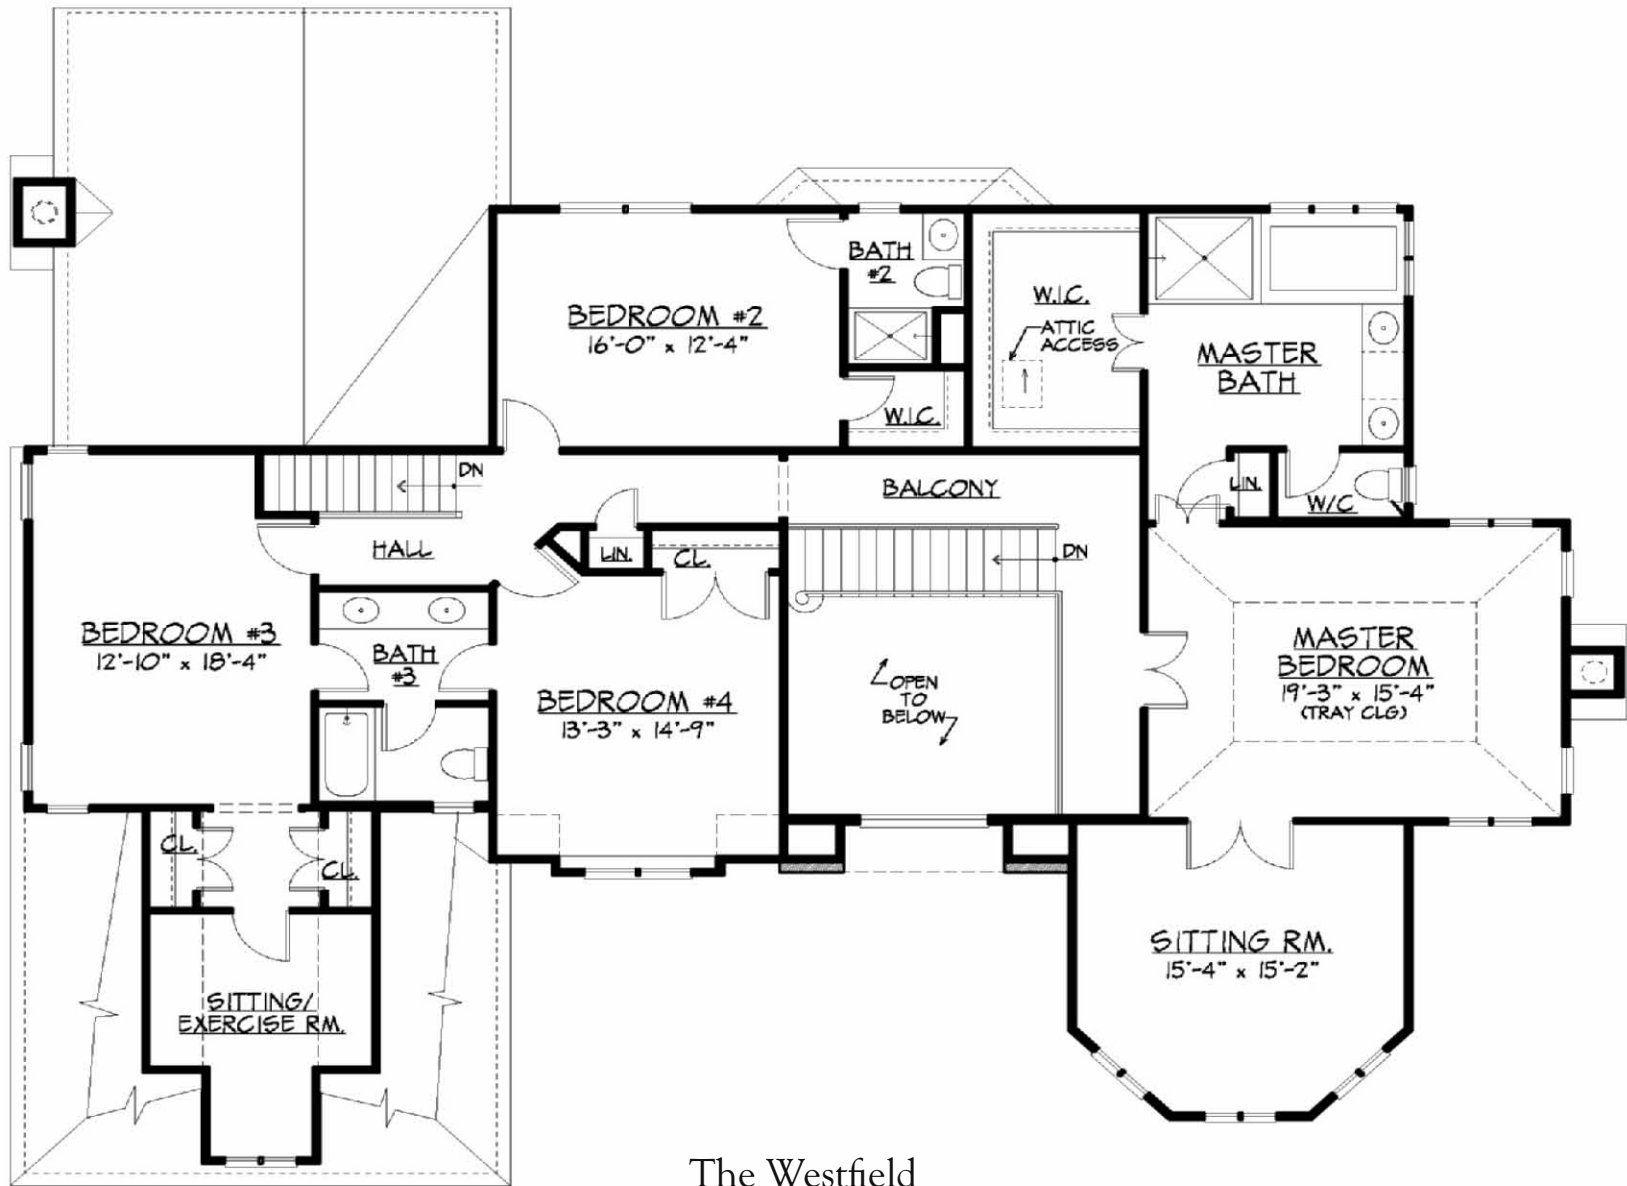 BATH
#2
BEDROOM #2
16'-0" x 12'-4"
W.I.C.
ATTIC
ACCESS
MASTER
BATH
W.I.C.
DN
BALCONY
LIN.
W/C
HALL
LIN.
CL.
DN
BEDROOM #3
12'-10" x 18'-4"
BATH
#3
BEDROOM #4
13'-3" x 14'-9"
OPEN
TO
BELOW
MASTER
BEDROOM
19'-3" x 15'-4"
(TRAY CLG)
CL.
CL.
SITTING RM.
15'-4" x 15'-2"
SITTING/
EXERCISE RM.
The Westfield